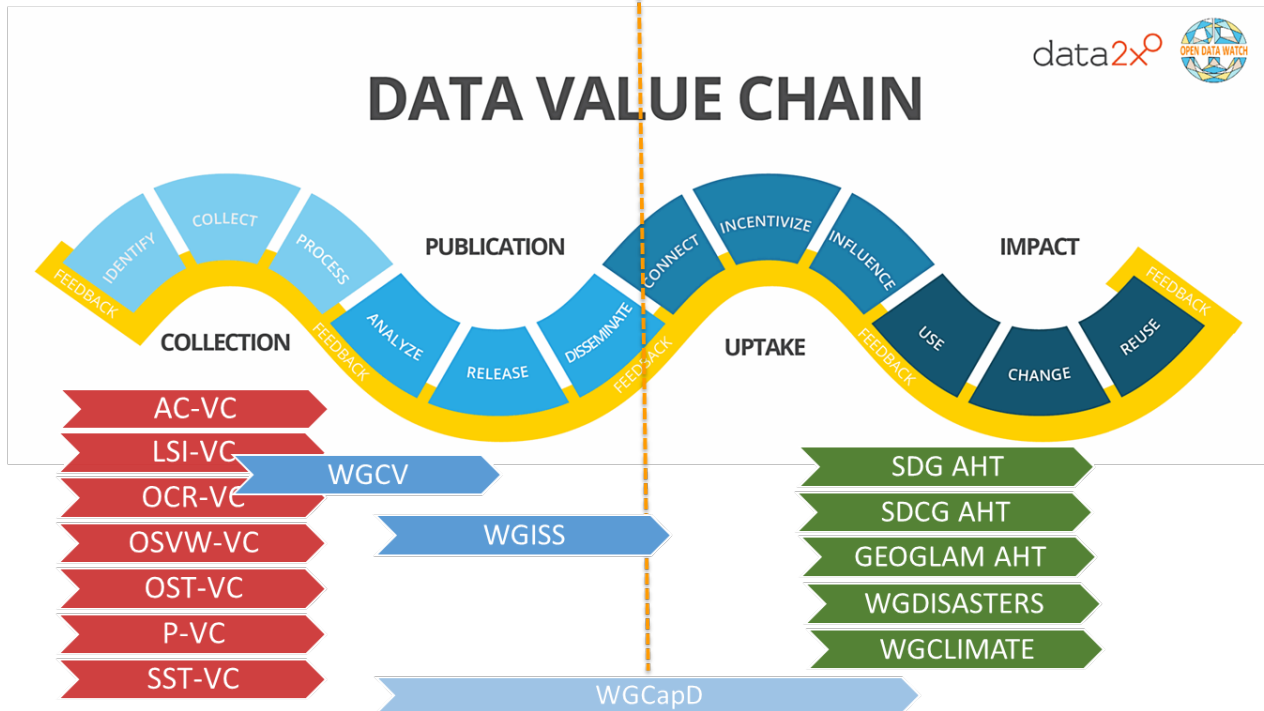 data2x
OPEN DATA WATCH
DATA VALUE CHAIN
FEEDBACK
IDENTIFY
COLLECT
PROCESS
COLLECTION
FEEDBACK
PUBLICATION
ANALYZE
RELEASE
DISSEMINATE
FEEDBACK
CONNECT
INCENTIVIZE
INFLUENCE
UPTAKE
FEEDBACK
IMPACT
USE
CHANGE
REUSE
FEEDBACK
AC-VC
LSI-VC
OCR-VC
OSVW-VC
OST-VC
P-VC
SST-VC
WGCV
WGISS
WGCapD
SDG AHT
SDCG AHT
GEOGLAM AHT
WGDISASTERS
WGCLIMATE